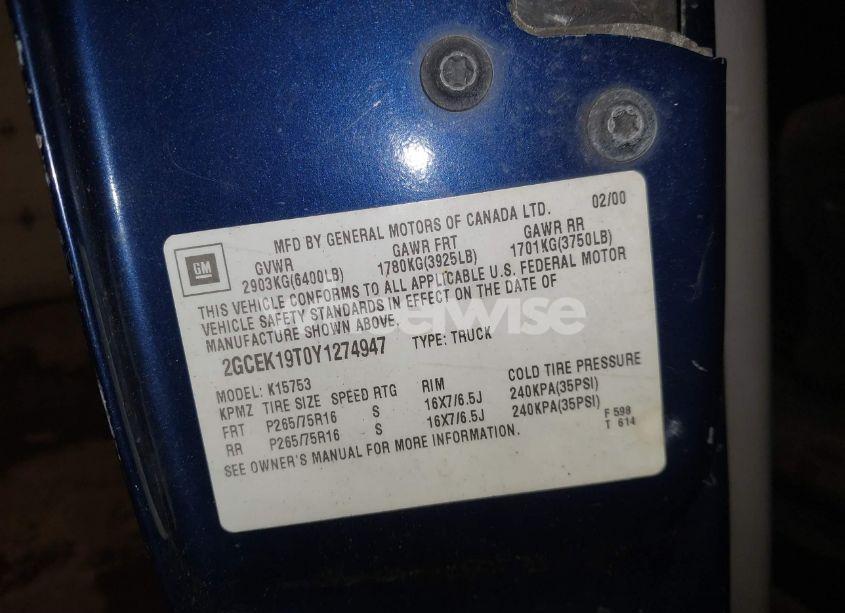 MFD BY GENERAL MOTORS OF CANADA LTD. 02/00
GM
GVWR GAWR FRT GAWR RR
2903KG(6400LB) 1780KG(3925LB) 1701KG(3750LB)
THIS VEHICLE CONFORMS TO ALL APPLICABLE U.S. FEDERAL MOTOR
VEHICLE SAFETY STANDARDS IN EFFECT ON THE DATE OF
MANUFACTURE SHOWN ABOVE.
2GCEK19T0Y1274947 TYPE: TRUCK
MODEL: K15753
KPMZ TIRE SIZE SPEED RTG RIM COLD TIRE PRESSURE
FRT P265/75R16 S 16X7/6.5J 240KPA(35PSI)
RR P265/75R16 S 16X7/6.5J 240KPA(35PSI)
F 598
T 614
SEE OWNER'S MANUAL FOR MORE INFORMATION.